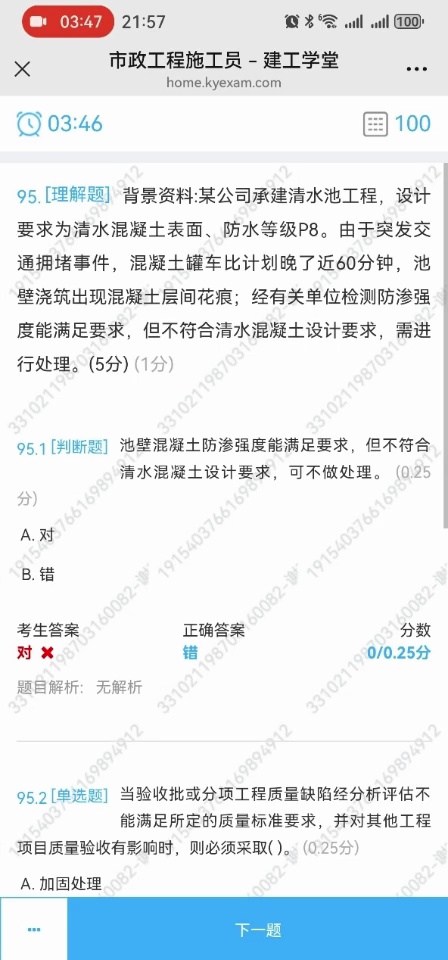 03:47 21:57 100
市政工程施工员 – 建工学堂
home.kyexam.com
03:46 100
95. [理解题] 背景资料:某公司承建清水池工程，设计
要求为清水混凝土表面、防水等级P8。由于突发交
通拥堵事件，混凝土罐车比计划晚了近60分钟，池
壁浇筑出现混凝土层间花痕；经有关单位检测防渗强
度能满足要求，但不符合清水混凝土设计要求，需进
行处理。(5分) (1分)
95.1 [判断题] 池壁混凝土防渗强度能满足要求，但不符合
清水混凝土设计要求，可不做处理。 (0.25
分)
A. 对
B. 错
考生答案 正确答案 分数
对 错 0/0.25分
题目解析: 无解析
95.2 [单选题] 当验收批或分项工程质量缺陷经分析评估不
能满足所定的质量标准要求，并对其他工程
项目质量验收有影响时，则必须采取( )。 (0.25分)
A. 加固处理
下一题